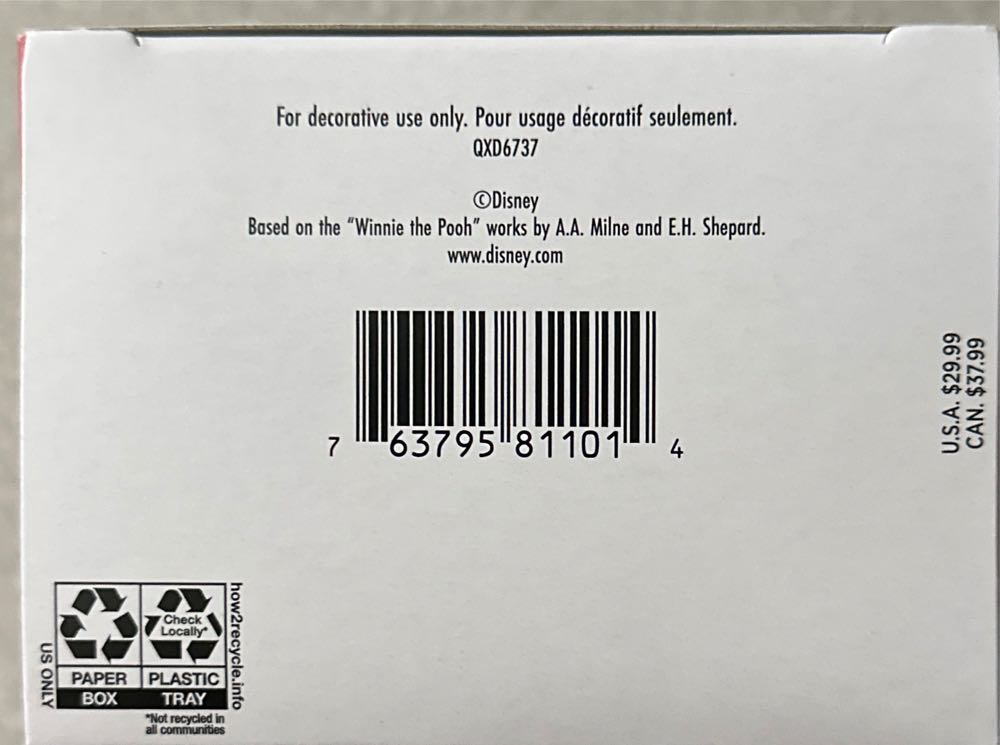 For decorative use only. Pour usage décoratif seulement.
QXD6737
©Disney
Based on the "Winnie the Pooh" works by A.A. Milne and E.H. Shepard.
www.disney.com
7 63795 81101 4
U.S.A. $29.99
CAN. $37.99
US ONLY
Check
Locally*
PAPER
PLASTIC
BOX
TRAY
*Not recycled in
all communities
how2recycle.info